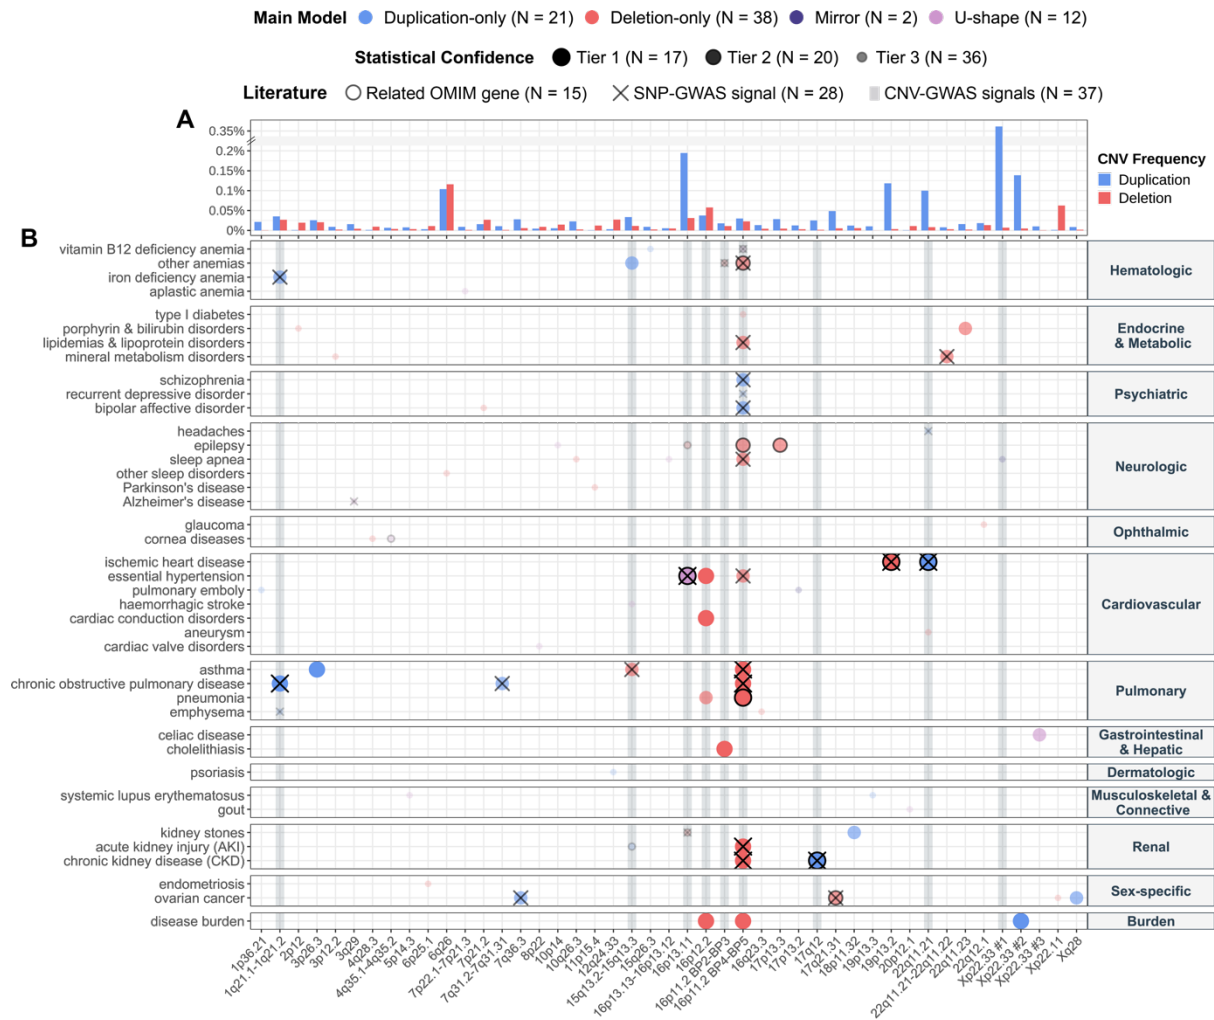 Main Model Duplication-only (N = 21) Deletion-only (N = 38) Mirror (N = 2) U-shape (N = 12)
Statistical Confidence Tier 1 (N = 17) Tier 2 (N = 20) Tier 3 (N = 36)
Literature Related OMIM gene (N = 15) SNP-GWAS signal (N = 28) CNV-GWAS signals (N = 37)
A
0.35%
0.2%
0.15%
0.1%
0.05%
0%
CNV Frequency
Duplication
Deletion
B
vitamin B12 deficiency anemia
other anemias
iron deficiency anemia
aplastic anemia
Hematologic
type I diabetes
porphyrin & bilirubin disorders
lipidemias & lipoprotein disorders
mineral metabolism disorders
Endocrine
& Metabolic
schizophrenia
recurrent depressive disorder
bipolar affective disorder
Psychiatric
headaches
epilepsy
sleep apnea
other sleep disorders
Parkinson's disease
Alzheimer's disease
Neurologic
glaucoma
cornea diseases
Ophthalmic
ischemic heart disease
essential hypertension
pulmonary emboly
haemorrhagic stroke
cardiac conduction disorders
aneurysm
cardiac valve disorders
Cardiovascular
asthma
chronic obstructive pulmonary disease
pneumonia
emphysema
Pulmonary
celiac disease
cholelithiasis
Gastrointestinal
& Hepatic
psoriasis
Dermatologic
systemic lupus erythematosus
gout
Musculoskeletal &
Connective
kidney stones
acute kidney injury (AKI)
chronic kidney disease (CKD)
Renal
endometriosis
ovarian cancer
Sex-specific
disease burden
Burden
1p36.21
1q21.1-1q21.2
2p12
3p26.3
3p12.2
3q29
4q28.3
4q35.1-4q35.2
5p14.3
6p25.1
6q26
7p22.1-7p21.3
7p21.2
7q31.2-7q31.31
7q36.3
8p22
10p14
10q26.3
11p15.4
12q24.33
15q13.2-15q13.3
15q26.3
16p13.13-16p13.12
16p13.11
16p12.2
16p11.2 BP2-BP3
16p11.2 BP4-BP5
16q23.3
17p13.3
17p13.2
17q12
17q21.31
18p11.32
19p13.3
19p13.2
20p12.1
22q11.21
22q11.21-22q11.22
22q11.23
22q12.1
Xp22.33 #1
Xp22.33 #2
Xp22.33 #3
Xp22.11
Xq28